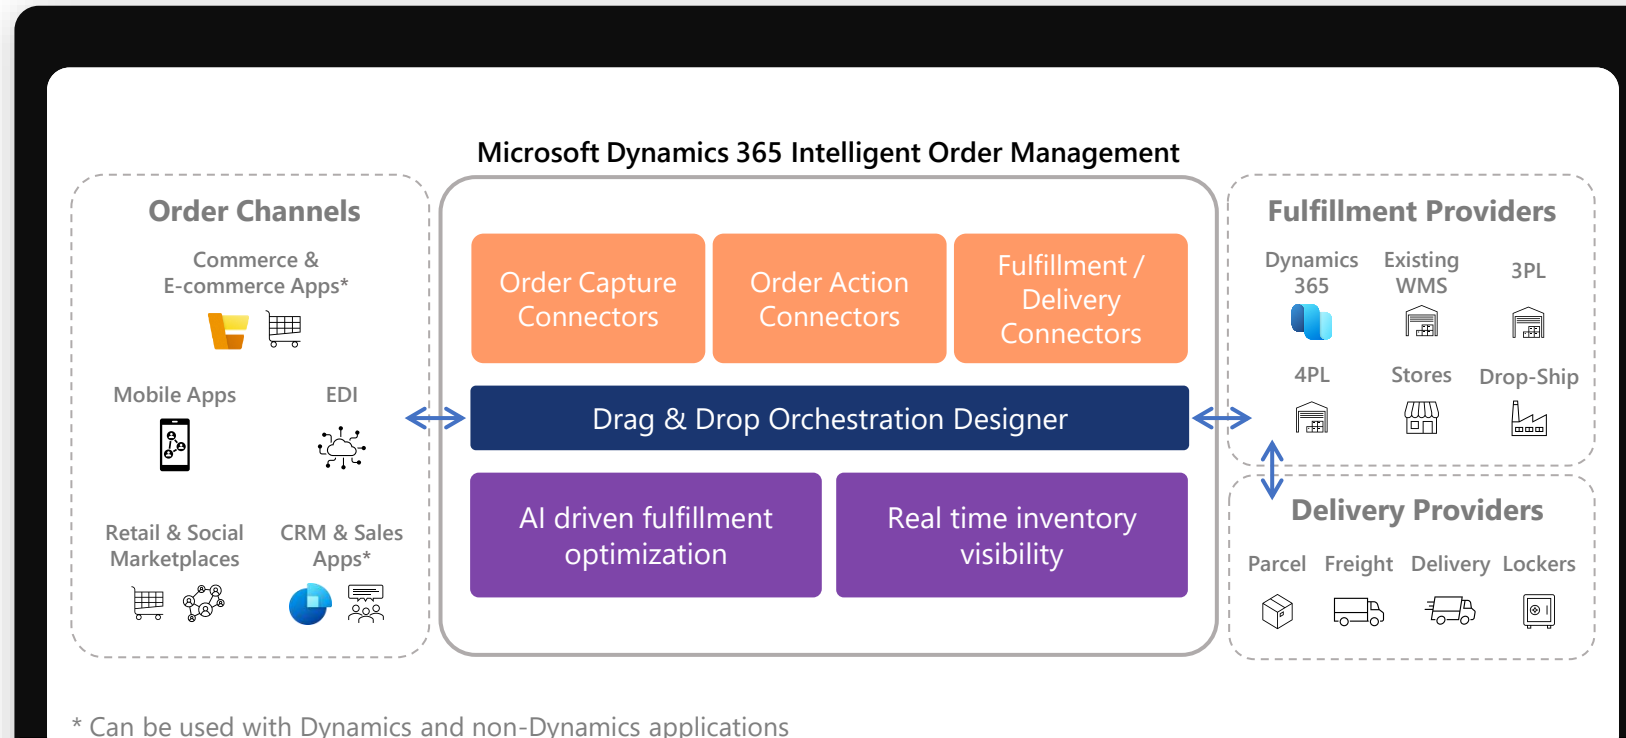 Microsoft Dynamics 365 Intelligent Order Management
Order Channels
Commerce &
E-commerce Apps*
Mobile Apps
EDI
Retail & Social
Marketplaces
CRM & Sales
Apps*
Order Capture
Connectors
Order Action
Connectors
Fulfillment /
Delivery
Connectors
Drag & Drop Orchestration Designer
AI driven fulfillment
optimization
Real time inventory
visibility
Fulfillment Providers
Dynamics
365
Existing
WMS
3PL
4PL
Stores
Drop-Ship
Delivery Providers
Parcel
Freight
Delivery
Lockers
* Can be used with Dynamics and non-Dynamics applications